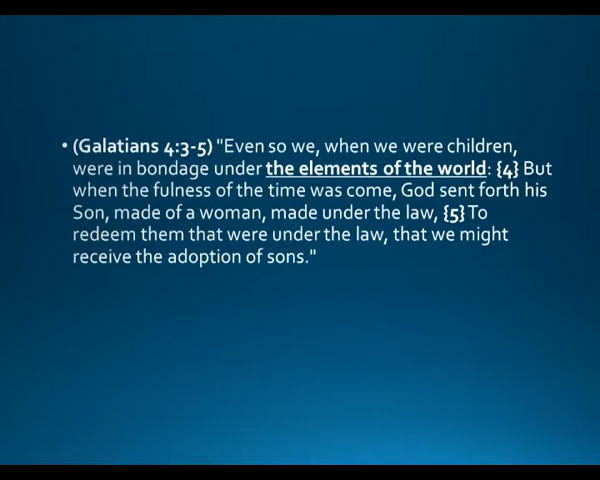 • (Galatians 4:3-5) "Even so we, when we were children,
were in bondage under the elements of the world: {4} But
when the fulness of the time was come, God sent forth his
Son, made of a woman, made under the law, {5} To
redeem them that were under the law, that we might
receive the adoption of sons."